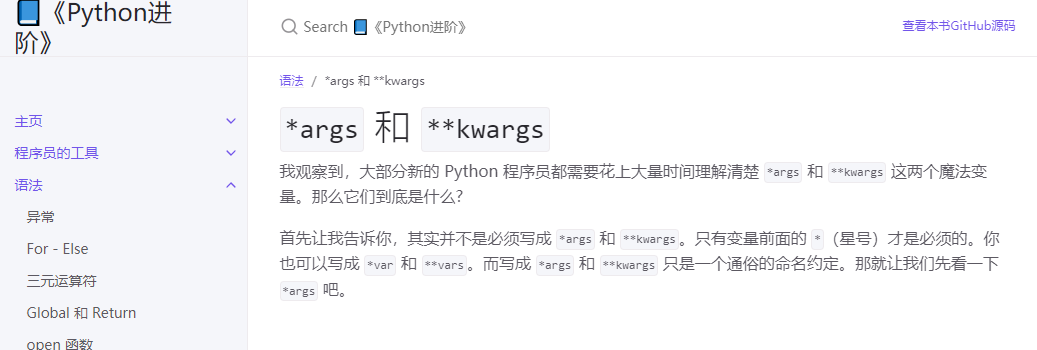 📘《Python进
阶》
Search 📘《Python进阶》
查看本书GitHub源码
主页
程序员的工具
语法
异常
For - Else
三元运算符
Global 和 Return
open 函数
语法 / *args 和 **kwargs
*args 和 **kwargs
我观察到，大部分新的 Python 程序员都需要花上大量时间理解清楚 *args 和 **kwargs 这两个魔法变
量。那么它们到底是什么？
首先让我告诉你，其实并不是必须写成 *args 和 **kwargs。只有变量前面的 *（星号）才是必须的。你
也可以写成 *var 和 **vars。而写成 *args 和 **kwargs 只是一个通俗的命名约定。那就让我们先看一下
*args 吧。